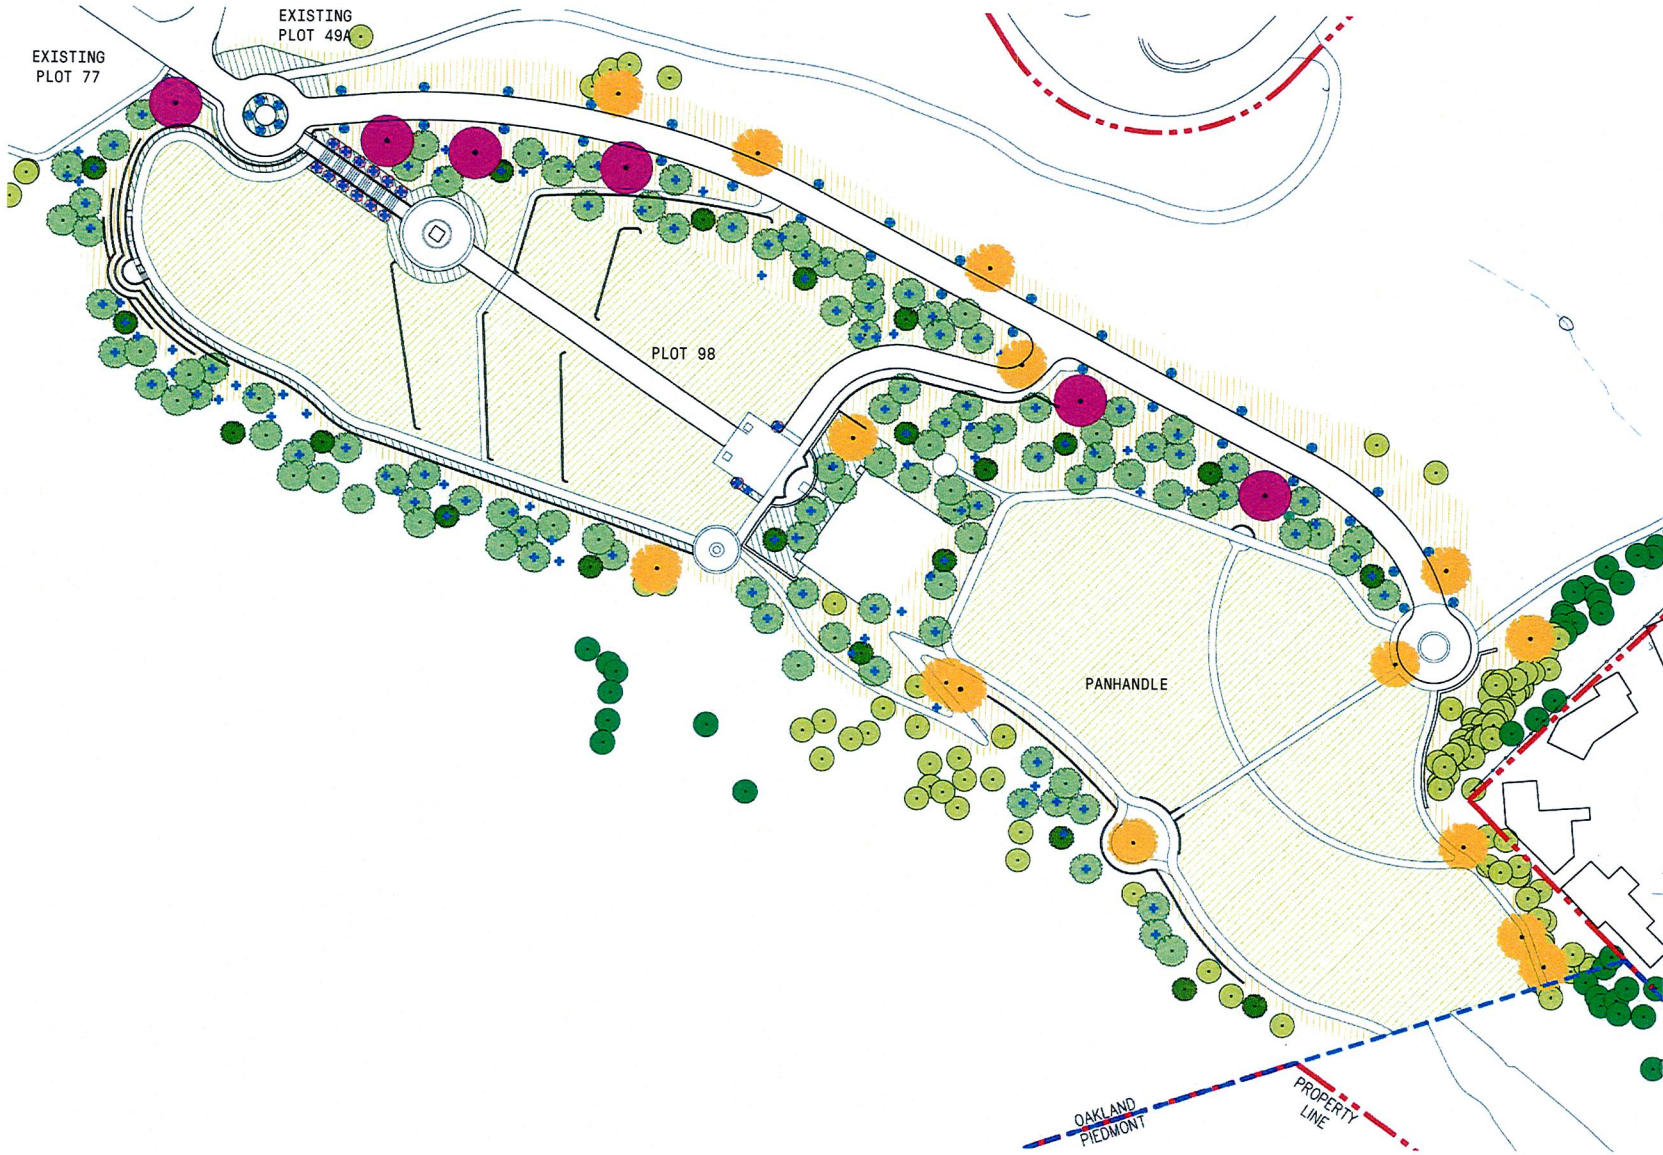 EXISTING
PLOT 49A
EXISTING
PLOT 77
PLOT 98
PANHANDLE
OAKLAND
PIEDMONT
PROPERTY
LINE